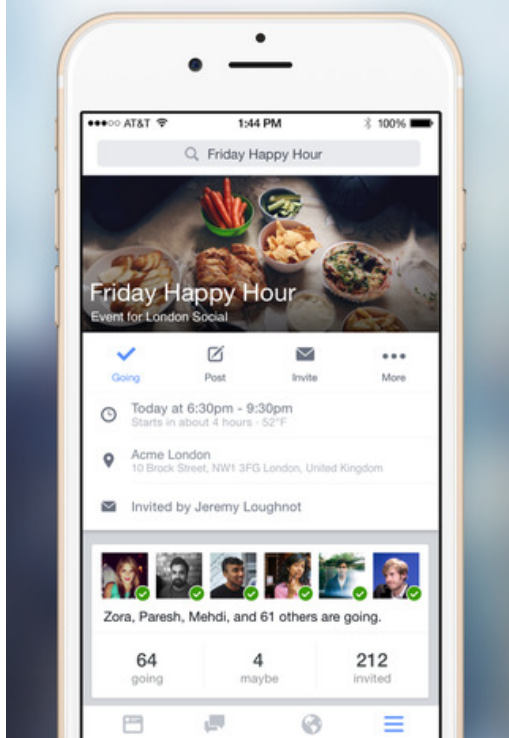 AT&T 1:44 PM 100%
Friday Happy Hour
Friday Happy Hour
Event for London Social
Going Post Invite More
Today at 6:30pm - 9:30pm
Starts in about 4 hours · 52°F
Acme London
10 Brock Street, NW1 3FG London, United Kingdom
Invited by Jeremy Loughnot
Zora, Paresh, Mehdi, and 61 others are going.
64 4 212
going maybe invited